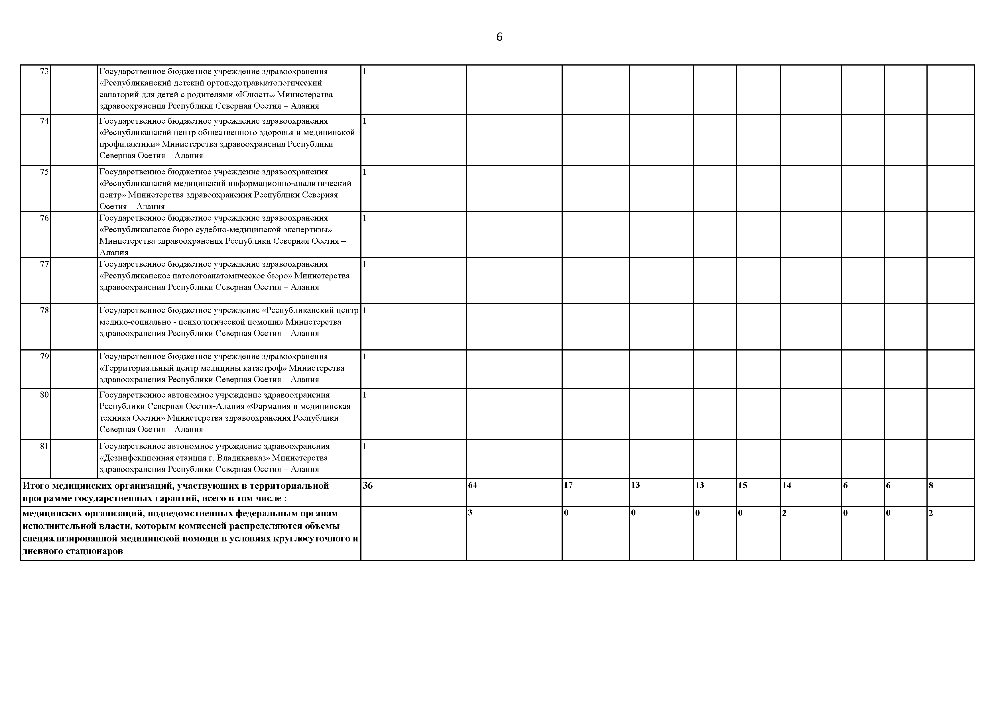 6
73
Государственное бюджетное учреждение здравоохранения
1
«Республиканский детский ортопедотравматологический
санаторий для детей с родителями «Юность» Министерства
здравоохранения Республики Северная Осетия – Алания
74
Государственное бюджетное учреждение здравоохранения
1
«Республиканский центр общественного здоровья и медицинской
профилактики» Министерства здравоохранения Республики
Северная Осетия – Алания
75
Государственное бюджетное учреждение здравоохранения
1
«Республиканский медицинский информационно-аналитический
центр» Министерства здравоохранения Республики Северная
Осетия – Алания
76
Государственное бюджетное учреждение здравоохранения
1
«Республиканское бюро судебно-медицинской экспертизы»
Министерства здравоохранения Республики Северная Осетия –
Алания
77
Государственное бюджетное учреждение здравоохранения
1
«Республиканское патологоанатомическое бюро» Министерства
здравоохранения Республики Северная Осетия – Алания
78
Государственное бюджетное учреждение «Республиканский центр
1
медико-социально - психологической помощи» Министерства
здравоохранения Республики Северная Осетия – Алания
79
Государственное бюджетное учреждение здравоохранения
1
«Территориальный центр медицины катастроф» Министерства
здравоохранения Республики Северная Осетия – Алания
80
Государственное автономное учреждение здравоохранения
1
Республики Северная Осетия-Алания «Фармация и медицинская
техника Осетии» Министерства здравоохранения Республики
Северная Осетия – Алания
81
Государственное автономное учреждение здравоохранения
1
«Дезинфекционная станция г. Владикавказ» Министерства
здравоохранения Республики Северная Осетия – Алания
Итого медицинских организаций, участвующих в территориальной
программе государственных гарантий, всего в том числе :
36 64 17 13 13 15 14 6 6 8
медицинских организаций, подведомственных федеральным органам
исполнительной власти, которым комиссией распределяются объемы
специализированной медицинской помощи в условиях круглосуточного и
дневного стационаров
3 0 0 0 0 2 0 0 2